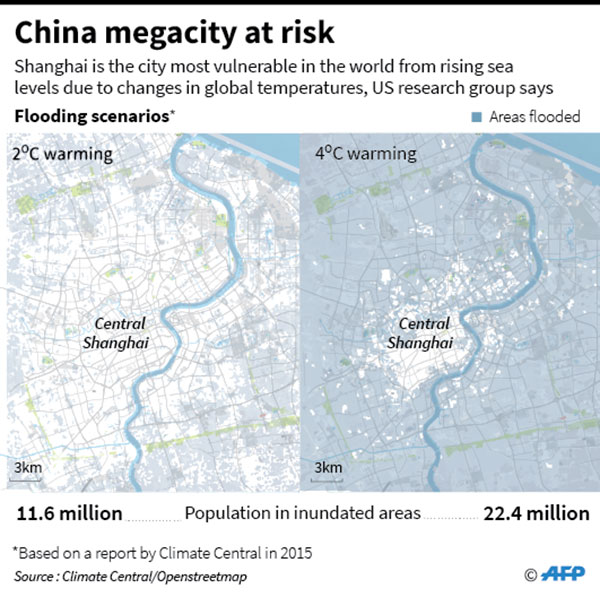 China megacity at risk
Shanghai is the city most vulnerable in the world from rising sea
levels due to changes in global temperatures, US research group says
Flooding scenarios*
Areas flooded
2⁰C warming
4⁰C warming
Central
Shanghai
Central
Shanghai
3km
3km
11.6 million ............ Population in inundated areas ............ 22.4 million
*Based on a report by Climate Central in 2015
Source : Climate Central/Openstreetmap
© AFP